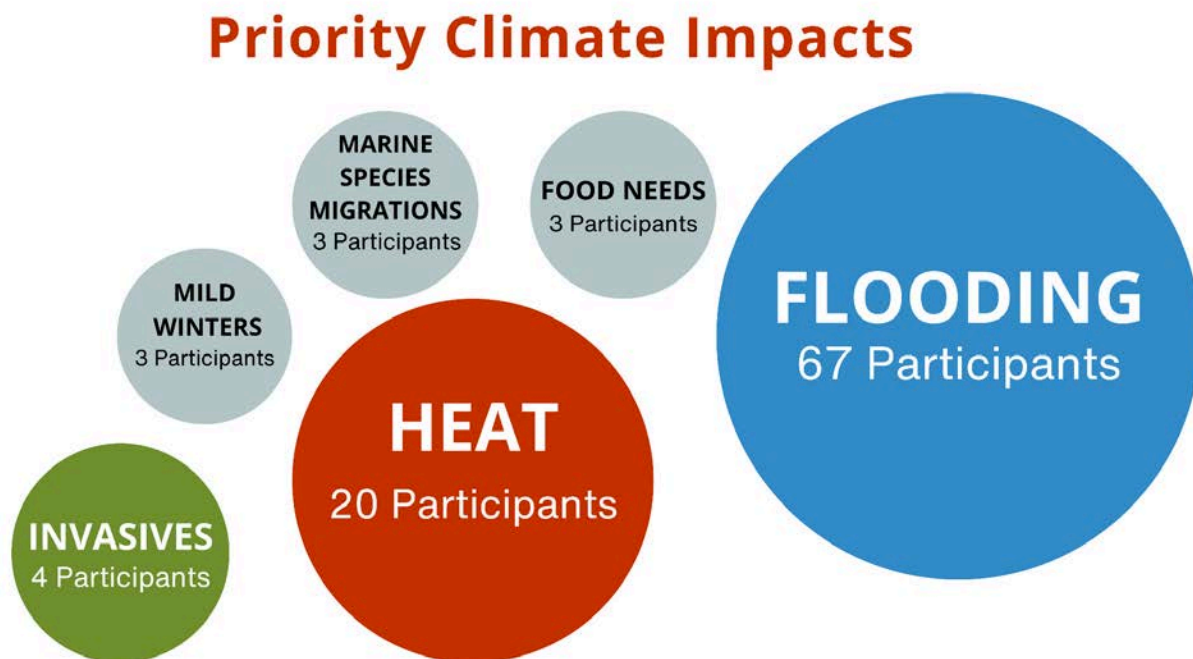 Priority Climate Impacts
MARINE
SPECIES
MIGRATIONS
3 Participants
FOOD NEEDS
3 Participants
FLOODING
67 Participants
MILD
WINTERS
3 Participants
HEAT
20 Participants
INVASIVES
4 Participants